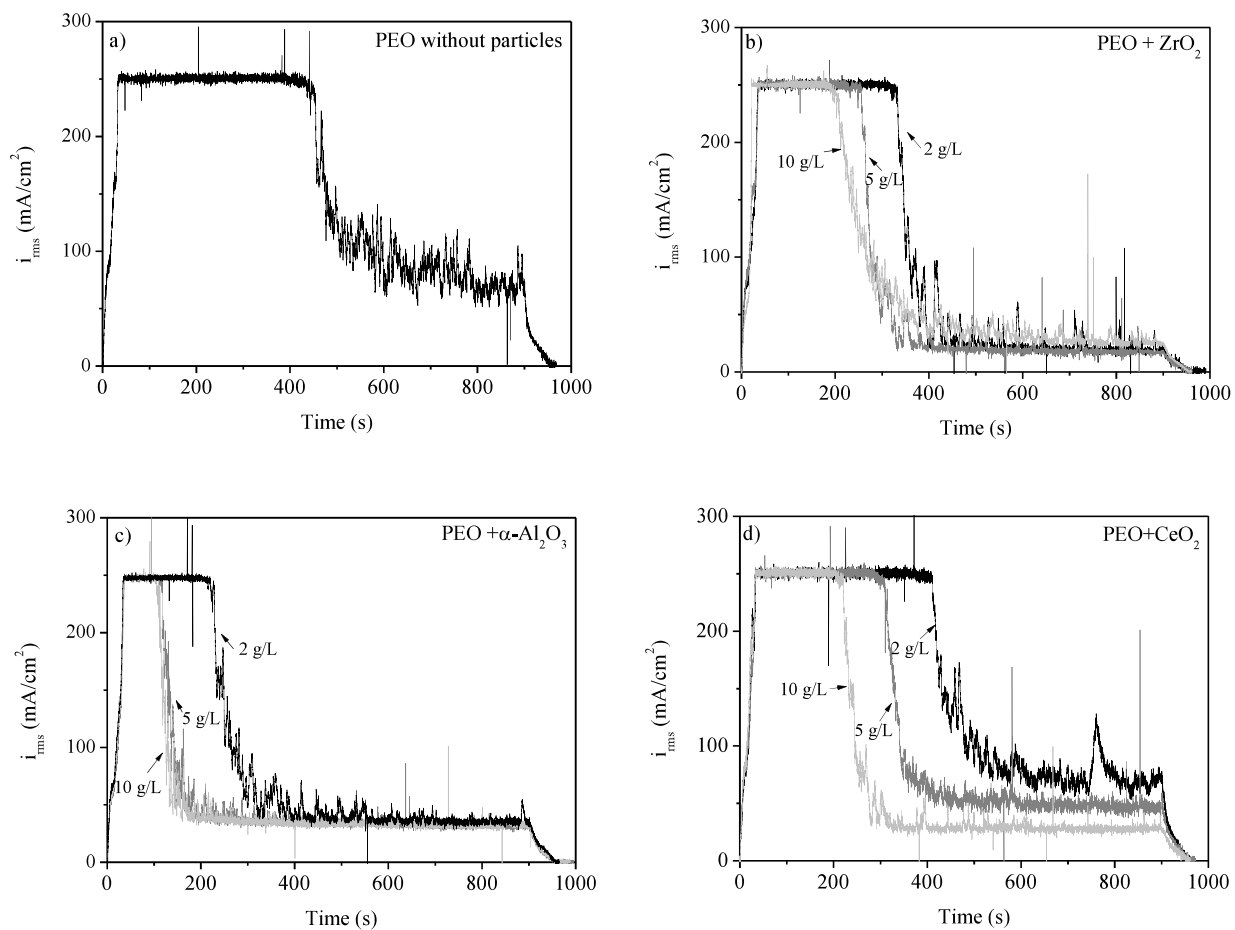 a)
PEO without particles
300
200
100
0
i_rms (mA/cm²)
0 200 400 600 800 1000
Time (s)
b)
PEO + ZrO₂
300
200
100
0
i_rms (mA/cm²)
2 g/L
10 g/L
5 g/L
0 200 400 600 800 1000
Time (s)
c)
PEO +α-Al₂O₃
300
200
100
0
i_rms (mA/cm²)
2 g/L
5 g/L
10 g/L
0 200 400 600 800 1000
Time (s)
d)
PEO+CeO₂
300
200
100
0
i_rms (mA/cm²)
2 g/L
10 g/L
5 g/L
0 200 400 600 800 1000
Time (s)